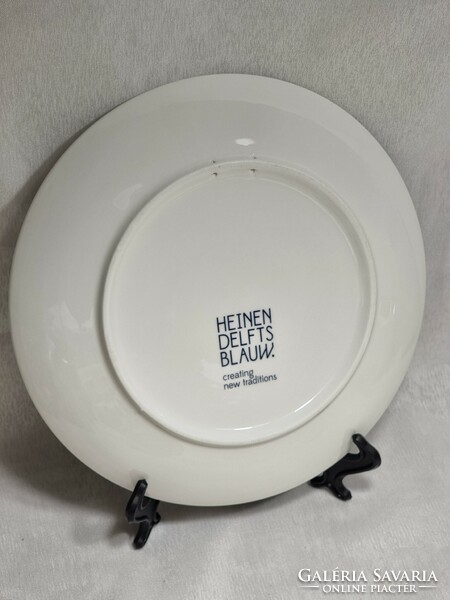 HEINEN
DELFTS
BLAUW.
creating
new traditions
GALÉRIA SAVARIA
ONLINE PIACTÉR